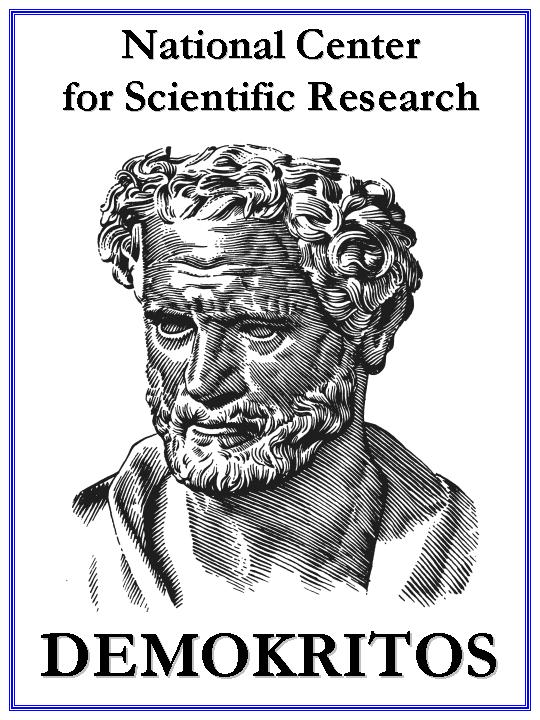 National Center
for Scientific Research
DEMOKRITOS